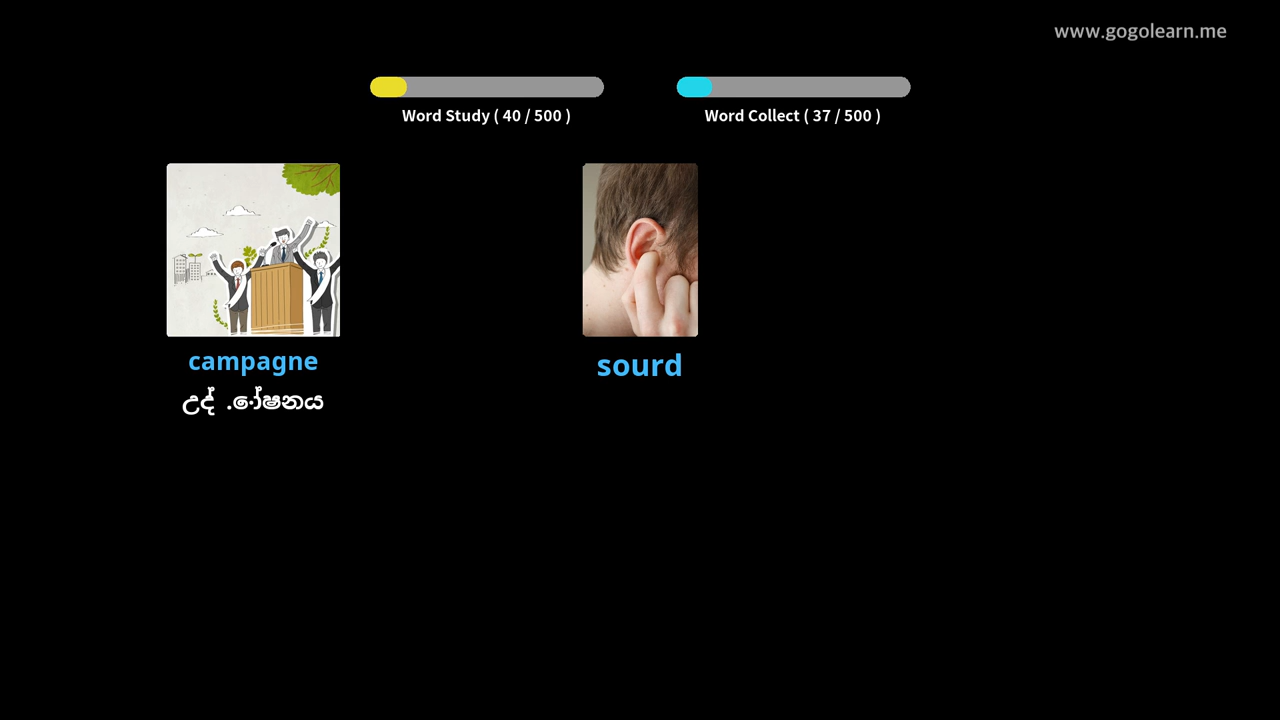 www.gogolearn.me
Word Study ( 40 / 500 )
Word Collect ( 37 / 500 )
campagne
sourd
උද් .ෝෂනය